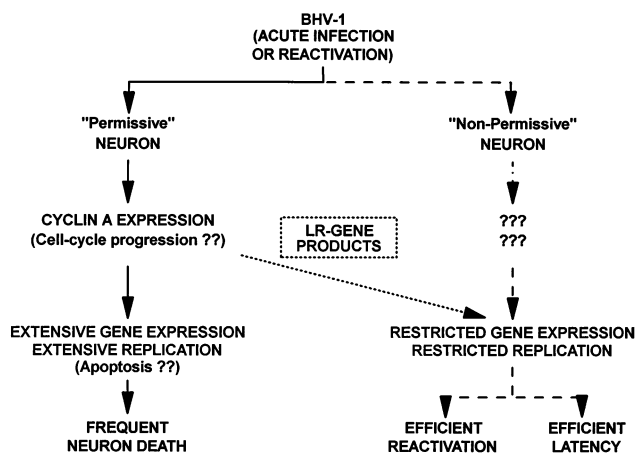 BHV-1
(ACUTE INFECTION
OR REACTIVATION)
"Permissive"
NEURON
"Non-Permissive"
NEURON
CYCLIN A EXPRESSION
(Cell-cycle progression ??)
LR-GENE
PRODUCTS
???
???
EXTENSIVE GENE EXPRESSION
EXTENSIVE REPLICATION
(Apoptosis ??)
RESTRICTED GENE EXPRESSION
RESTRICTED REPLICATION
FREQUENT
NEURON DEATH
EFFICIENT
REACTIVATION
EFFICIENT
LATENCY